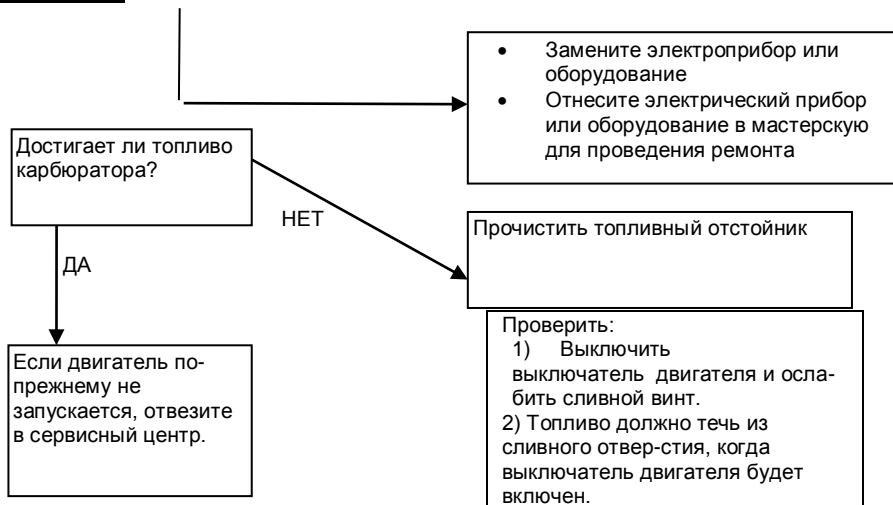 • Замените электроприбор или
оборудование
• Отнесите электрический прибор
или оборудование в мастерскую
для проведения ремонта
Достигает ли топливо
карбюратора?
НЕТ
Прочистить топливный отстойник
ДА
Проверить:
1) Выключить
выключатель двигателя и осла-
бить сливной винт.
2) Топливо должно течь из
сливного отвер-стия, когда
выключатель двигателя будет
включен.
Если двигатель по-
прежнему не
запускается, отвезите
в сервисный центр.